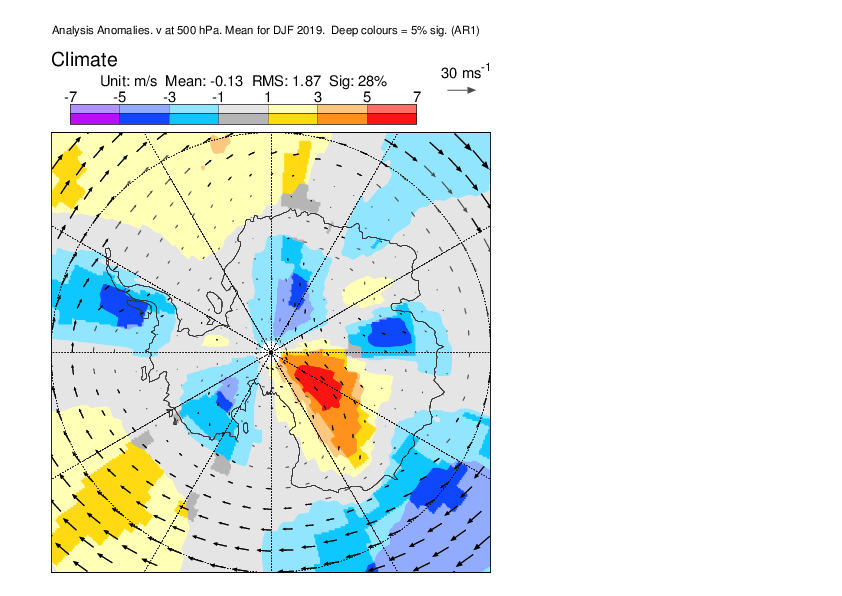 Analysis Anomalies. v at 500 hPa. Mean for DJF 2019. Deep colours = 5% sig. (AR1)
Climate
30 ms-1
Unit: m/s Mean: -0.13 RMS: 1.87 Sig: 28%
-7 -5 -3 -1 1 3 5 7